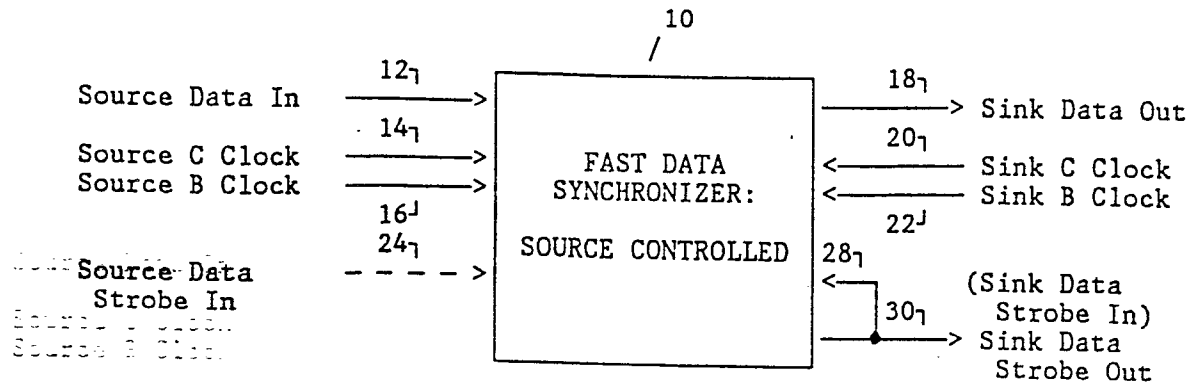 10
12
Source Data In
18
Sink Data Out
14
Source C Clock
20
Sink C Clock
Source B Clock
Sink B Clock
16
22
FAST DATA
SYNCHRONIZER:
SOURCE CONTROLLED
24
Source Data
Strobe In
28
(Sink Data
Strobe In)
30
Sink Data
Strobe Out